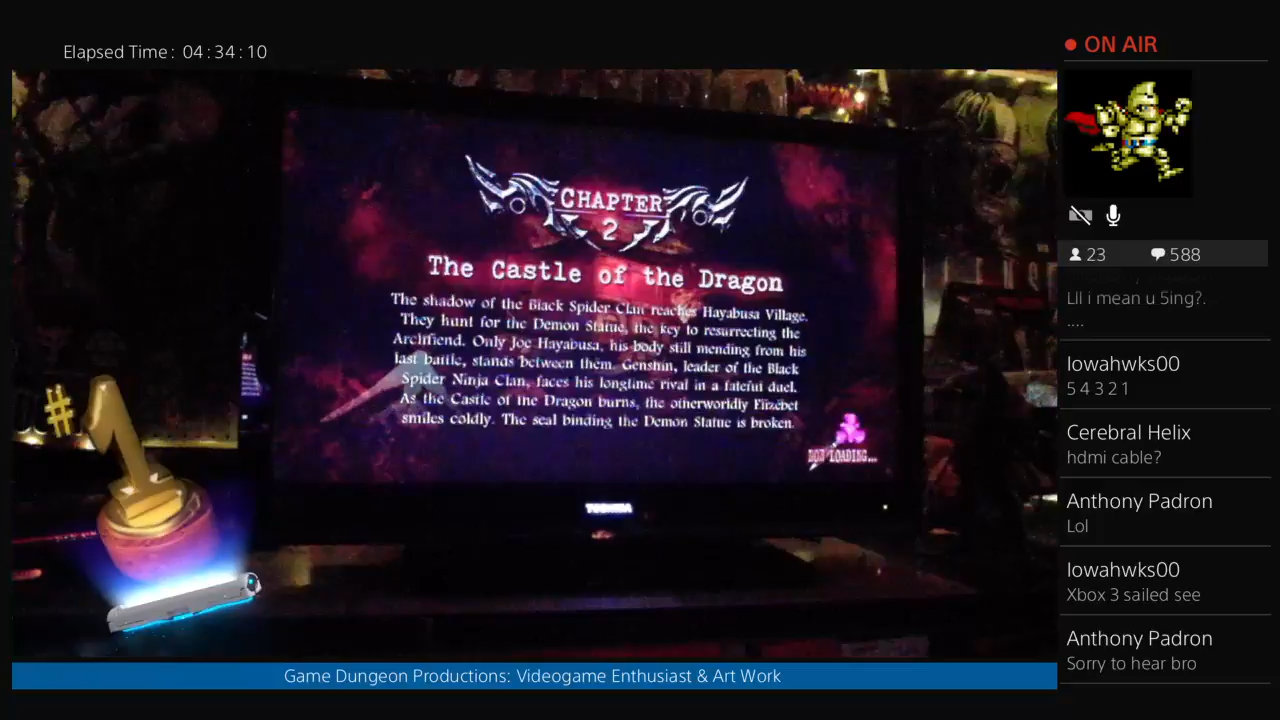 Elapsed Time: 04:34:10
ON AIR
23
588
CHAPTER
2
The Castle of the Dragon
The shadow of the Black Spider Clan reaches Hayabusa Village.
They hunt for the Demon Statue, the key to resurrecting the
Archfiend. Only Joe Hayabusa, his body still mending from his
last battle, stands between them. Genshin, leader of the Black
Spider Ninja Clan, faces his longtime rival in a fateful duel.
As the Castle of the Dragon burns, the otherworldly Elizébet
smiles coldly. The seal binding the Demon Statue is broken.
LOADING...
TOSHIBA
#1
Lll i mean u 5ing?.
....
Iowahwks00
5 4 3 2 1
Cerebral Helix
hdmi cable?
Anthony Padron
Lol
Iowahwks00
Xbox 3 sailed see
Anthony Padron
Sorry to hear bro
Game Dungeon Productions: Videogame Enthusiast & Art Work